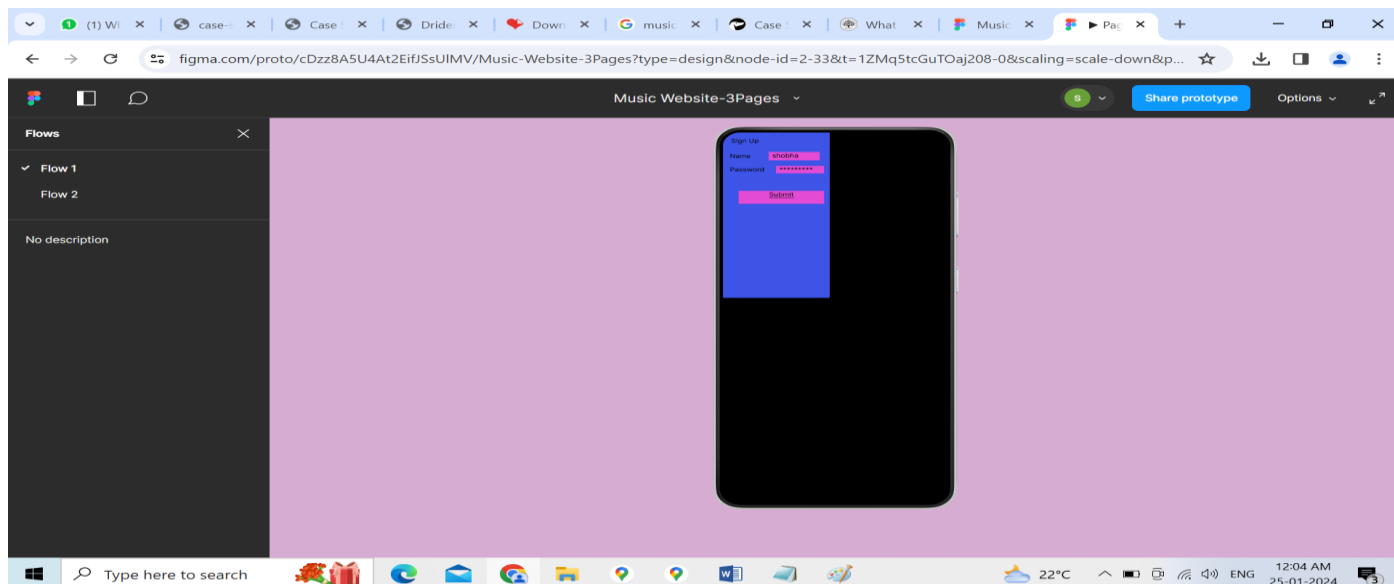 (1) Wl
case-
Case
Dride
Down
music
Case
What
Music
Pag
figma.com/proto/cDzz8A5U4At2EifJSsUlMV/Music-Website-3Pages?type=design&node-id=2-33&t=1ZMq5tcGuTOaj208-0&scaling=scale-down&p...
Music Website-3Pages
S
Share prototype
Options
Flows
Flow 1
Flow 2
No description
Sign Up
Name shobha
Password *********
Submit
Type here to search
22°C
ENG
12:04 AM
25-01-2024